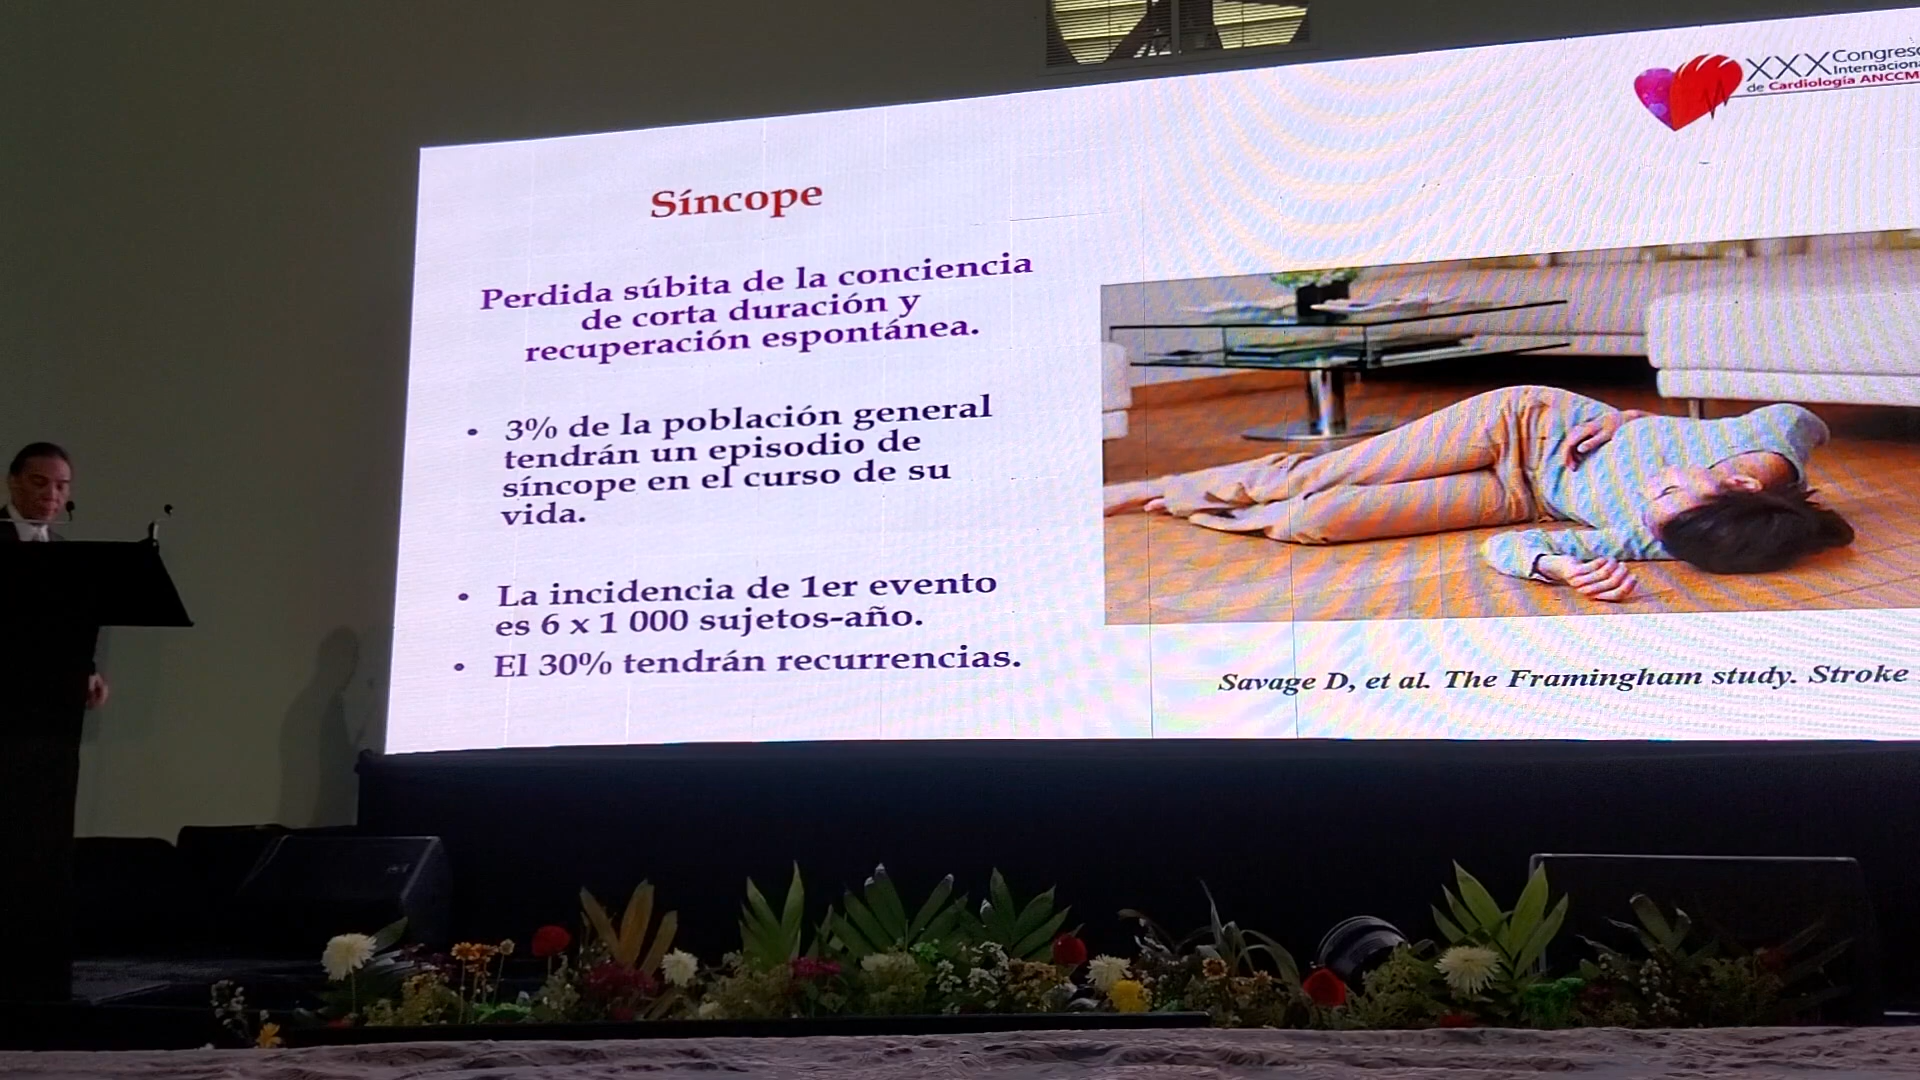 XXX Congreso
Internaciona
de Cardiología ANCCM
Síncope
Perdida súbita de la conciencia
de corta duración y
recuperación espontánea.
• 3% de la población general
tendrán un episodio de
síncope en el curso de su
vida.
• La incidencia de 1er evento
es 6 x 1 000 sujetos-año.
• El 30% tendrán recurrencias.
Savage D, et al. The Framingham study. Stroke